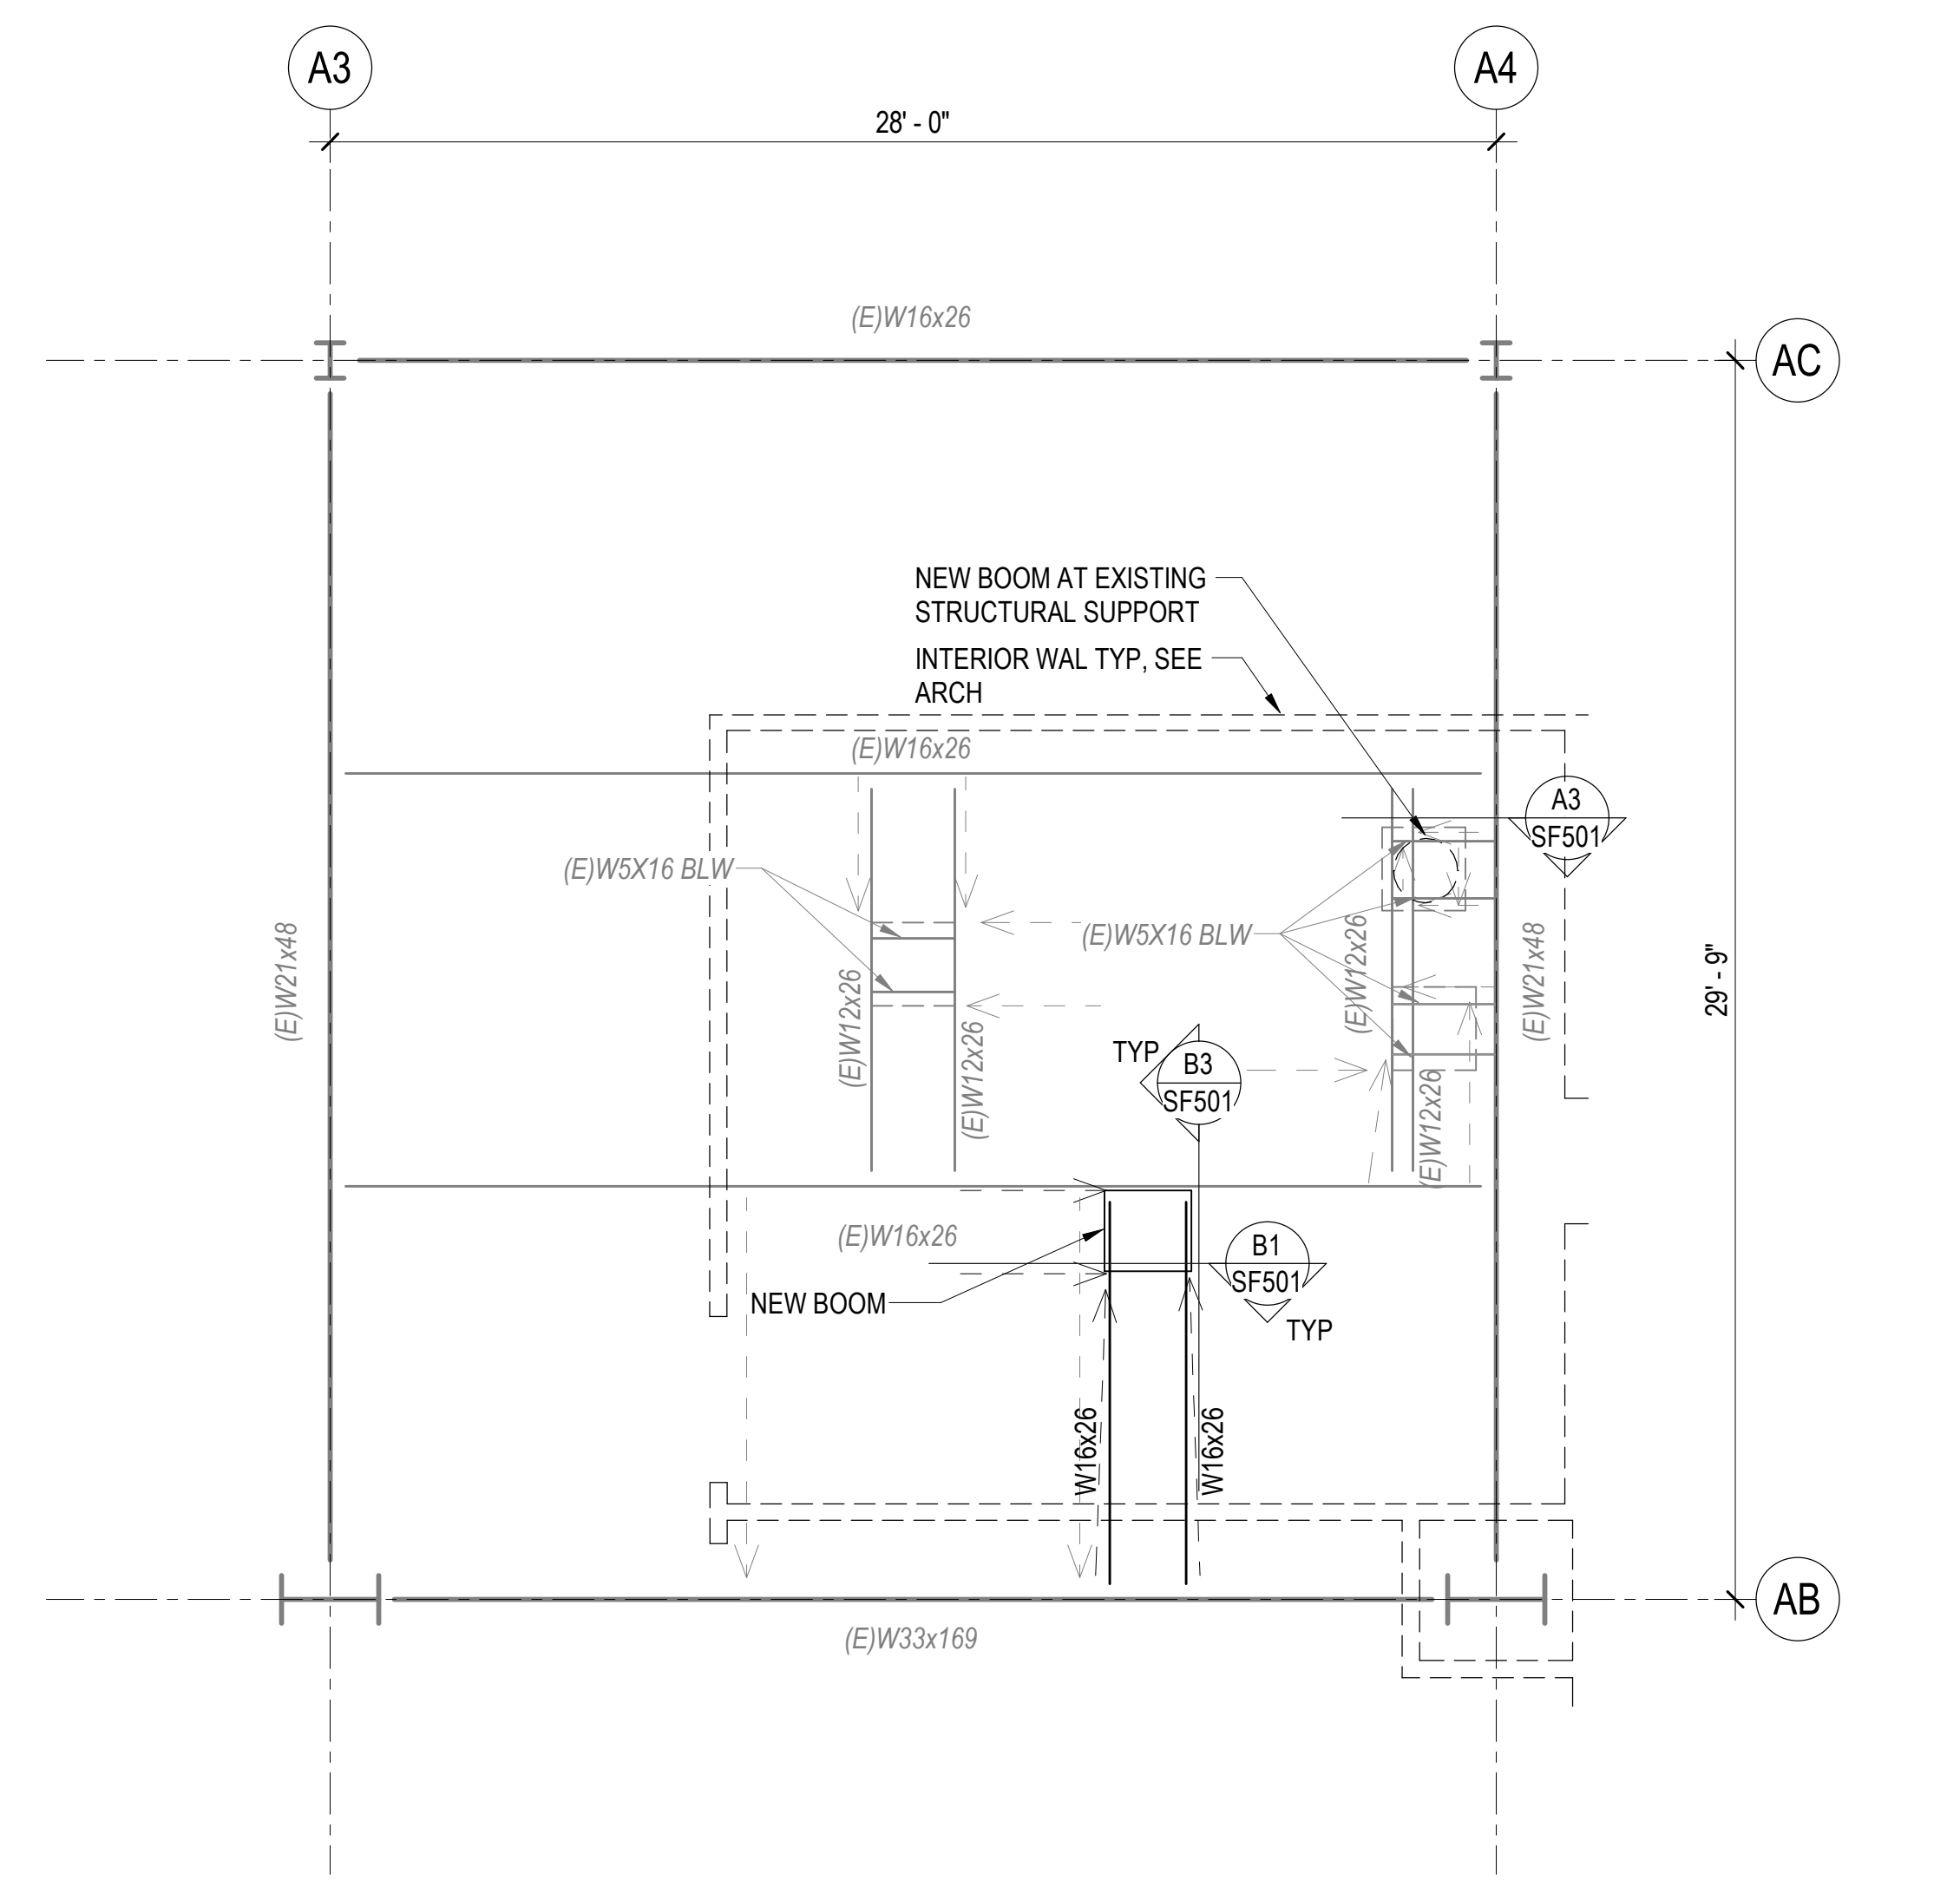 A3
A4
28' - 0"
(E)W16x26
AC
NEW BOOM AT EXISTING
STRUCTURAL SUPPORT
INTERIOR WAL TYP, SEE
ARCH
(E)W16x26
A3
SF501
(E)W5X16 BLW
(E)W5X16 BLW
(E)W21x48
(E)W12x26
(E)W12x26
(E)W12x26
(E)W21x48
29' - 9"
TYP
B3
SF501
(E)W12x26
(E)W16x26
B1
SF501
NEW BOOM
TYP
W16x26
W16x26
AB
(E)W33x169